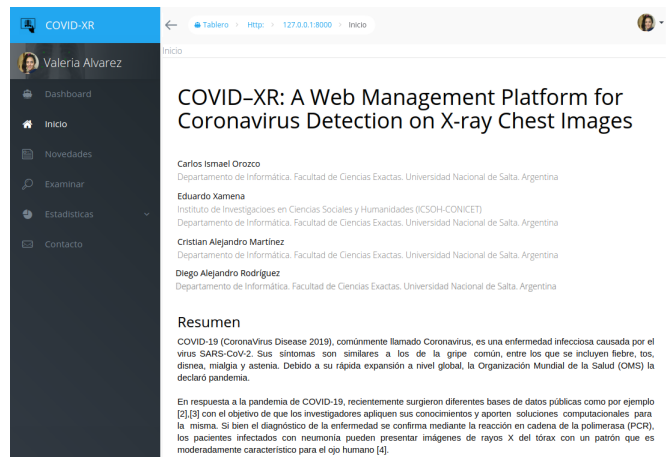 COVID-XR
Tablero Http: 127.0.0.1:8000 Inicio
Valeria Alvarez
Dashboard
Inicio
Novedades
Examinar
Estadisticas
Contacto
Inicio
COVID–XR: A Web Management Platform for
Coronavirus Detection on X-ray Chest Images
Carlos Ismael Orozco
Departamento de Informática. Facultad de Ciencias Exactas. Universidad Nacional de Salta. Argentina
Eduardo Xamena
Instituto de Investigacioes en Ciencias Sociales y Humanidades (ICSOH-CONICET)
Departamento de Informática. Facultad de Ciencias Exactas. Universidad Nacional de Salta. Argentina
Cristian Alejandro Martínez
Departamento de Informática. Facultad de Ciencias Exactas. Universidad Nacional de Salta. Argentina
Diego Alejandro Rodríguez
Departamento de Informática. Facultad de Ciencias Exactas. Universidad Nacional de Salta. Argentina
Resumen
COVID-19 (CoronaVirus Disease 2019), comúnmente llamado Coronavirus, es una enfermedad infecciosa causada por el
virus SARS-CoV-2. Sus síntomas son similares a los de la gripe común, entre los que se incluyen fiebre, tos,
disnea, mialgia y astenia. Debido a su rápida expansión a nivel global, la Organización Mundial de la Salud (OMS) la
declaró pandemia.
En respuesta a la pandemia de COVID-19, recientemente surgieron diferentes bases de datos públicas como por ejemplo
[2],[3] con el objetivo de que los investigadores apliquen sus conocimientos y aporten soluciones computacionales para
la misma. Si bien el diagnóstico de la enfermedad se confirma mediante la reacción en cadena de la polimerasa (PCR),
los pacientes infectados con neumonía pueden presentar imágenes de rayos X del tórax con un patrón que es
moderadamente característico para el ojo humano [4].